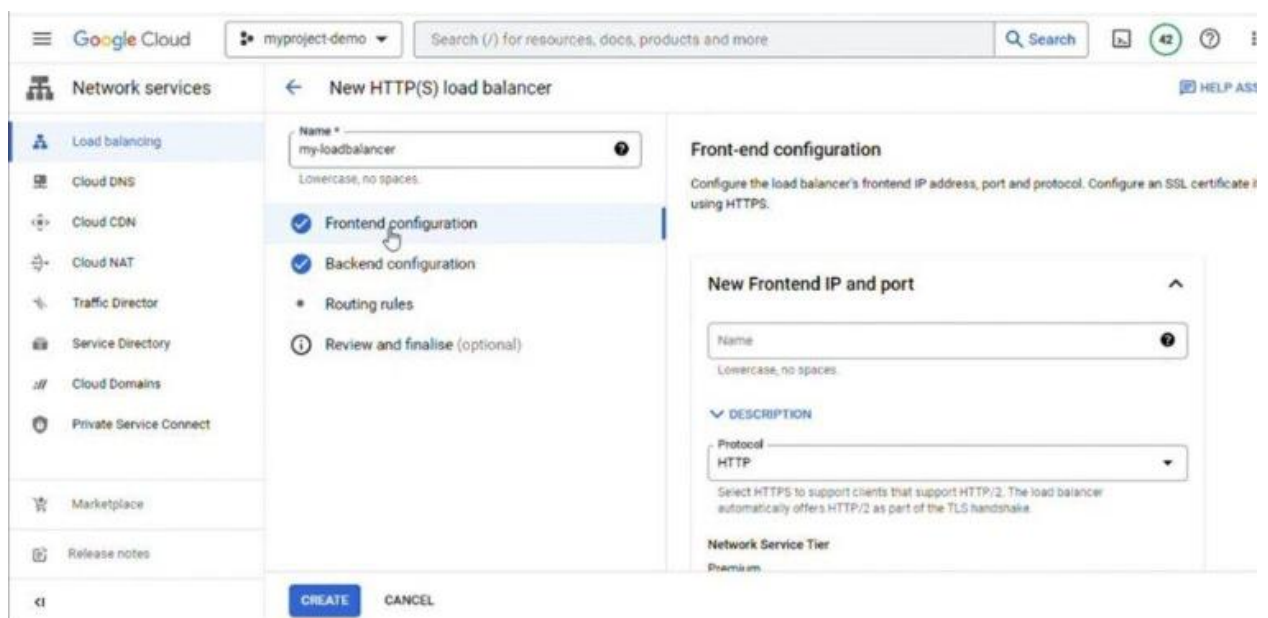 Google Cloud
myproject-demo
Search (/) for resources, docs, products and more
Search
42
Network services
New HTTP(S) load balancer
HELP ASS
Load balancing
Cloud DNS
Cloud CDN
Cloud NAT
Traffic Director
Service Directory
Cloud Domains
Private Service Connect
Marketplace
Release notes
Name *
my-loadbalancer
Lowercase, no spaces.
Frontend configuration
Backend configuration
Routing rules
Review and finalise (optional)
CREATE
CANCEL
Front-end configuration
Configure the load balancer's frontend IP address, port and protocol. Configure an SSL certificate
using HTTPS.
New Frontend IP and port
Name
Lowercase, no spaces.
DESCRIPTION
Protocol
HTTP
Select HTTPS to support clients that support HTTP/2. The load balancer
automatically offers HTTP/2 as part of the TLS handshake.
Network Service Tier
Premium